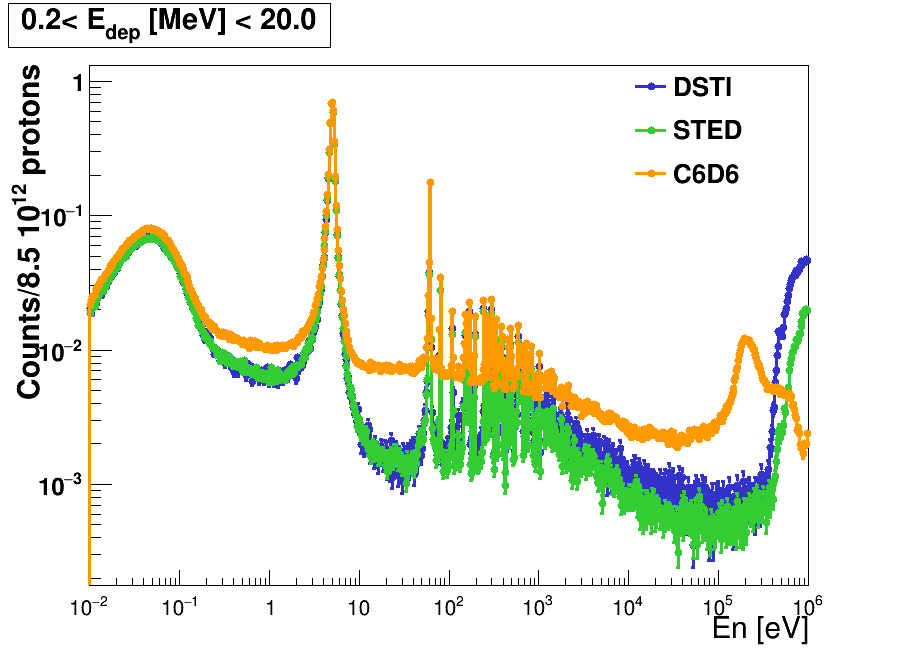 0.2< E_dep [MeV] < 20.0
Counts/8.5 10^12 protons
1
10^−1
10^−2
10^−3
DSTI
STED
C6D6
10^−2 10^−1 1 10 10^2 10^3 10^4 10^5 10^6
En [eV]